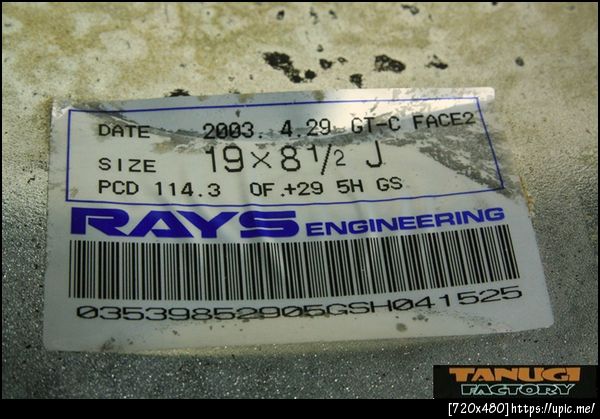 DATE 2003. 4.29 GT-C FACE2
SIZE 19×8 1/2 J
PCD 114.3 OF.+29 5H GS
RAYS ENGINEERING
03539852905GSH041525
TANUGI
FACTORY
[720x480]https://upic.me/